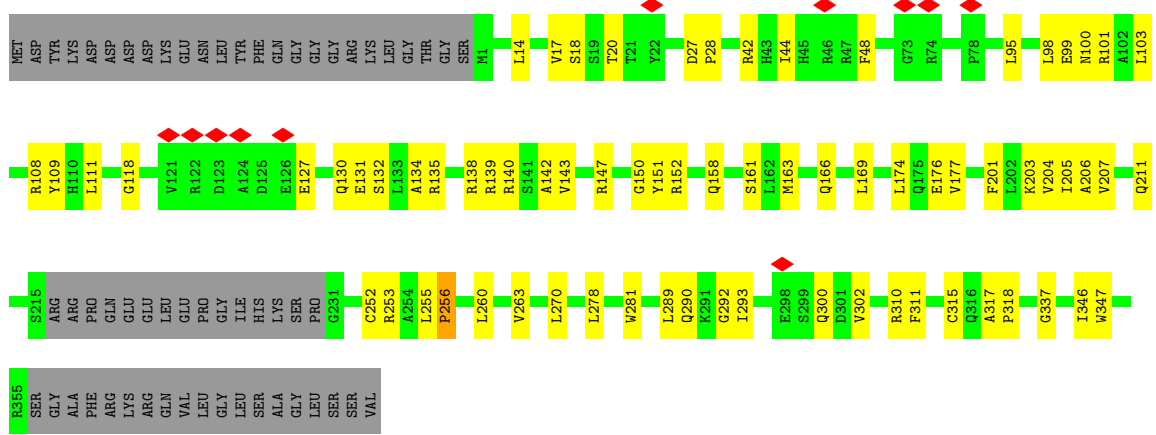 MET ASP TYR LYS ASP ASP ASP ASP LYS GLU ASN LEU TYR PHE GLN GLY GLY GLY ARG LYS LEU GLY THR GLY SER M1 L14 V17 S18 S19 T20 T21 Y22 D27 P28 R42 H43 I44 H45 R46 R47 F48 G73 R74 P78 L95 L98 E99 N100 R101 A102 L103
R108 Y109 H110 L111 G118 V121 R122 D123 A124 D125 E126 E127 Q130 E131 S132 L133 A134 R135 R138 R139 R140 S141 A142 V143 R147 G150 Y151 R152 Q158 S161 L162 M163 Q166 L169 L174 Q175 E176 V177 F201 L202 K203 V204 I205 A206 V207 Q211
S215 ARG ARG PRO GLN GLU GLU LEU GLU PRO GLY ILE HIS LYS SER PRO G231 C252 R253 A254 L255 P256 L260 V263 L270 L278 W281 L289 Q290 K291 G292 I293 E298 S299 Q300 D301 V302 R310 F311 C315 Q316 A317 P318 G337 I346 W347
R355 SER GLY ALA PHE ARG LYS ARG GLN VAL LEU GLY LEU SER ALA GLY LEU SER SER VAL